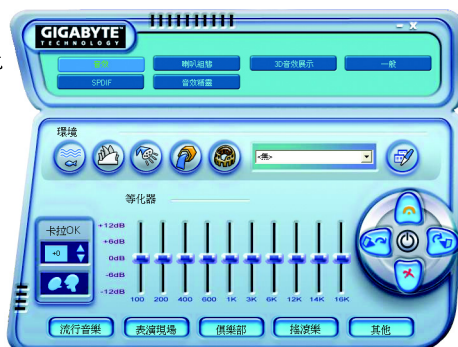 GIGABYTE
TECHNOLOGY
音效
喇叭組態
3D音效展示
一般
SPDIF
音效精靈
環境
<無>
等化器
卡拉OK
+0
+12dB
+6dB
0dB
-6dB
-12dB
100 200 400 600 1K 3K 6K 12K 14K 16K
流行音樂 表演現場 俱樂部 搖滾樂 其他